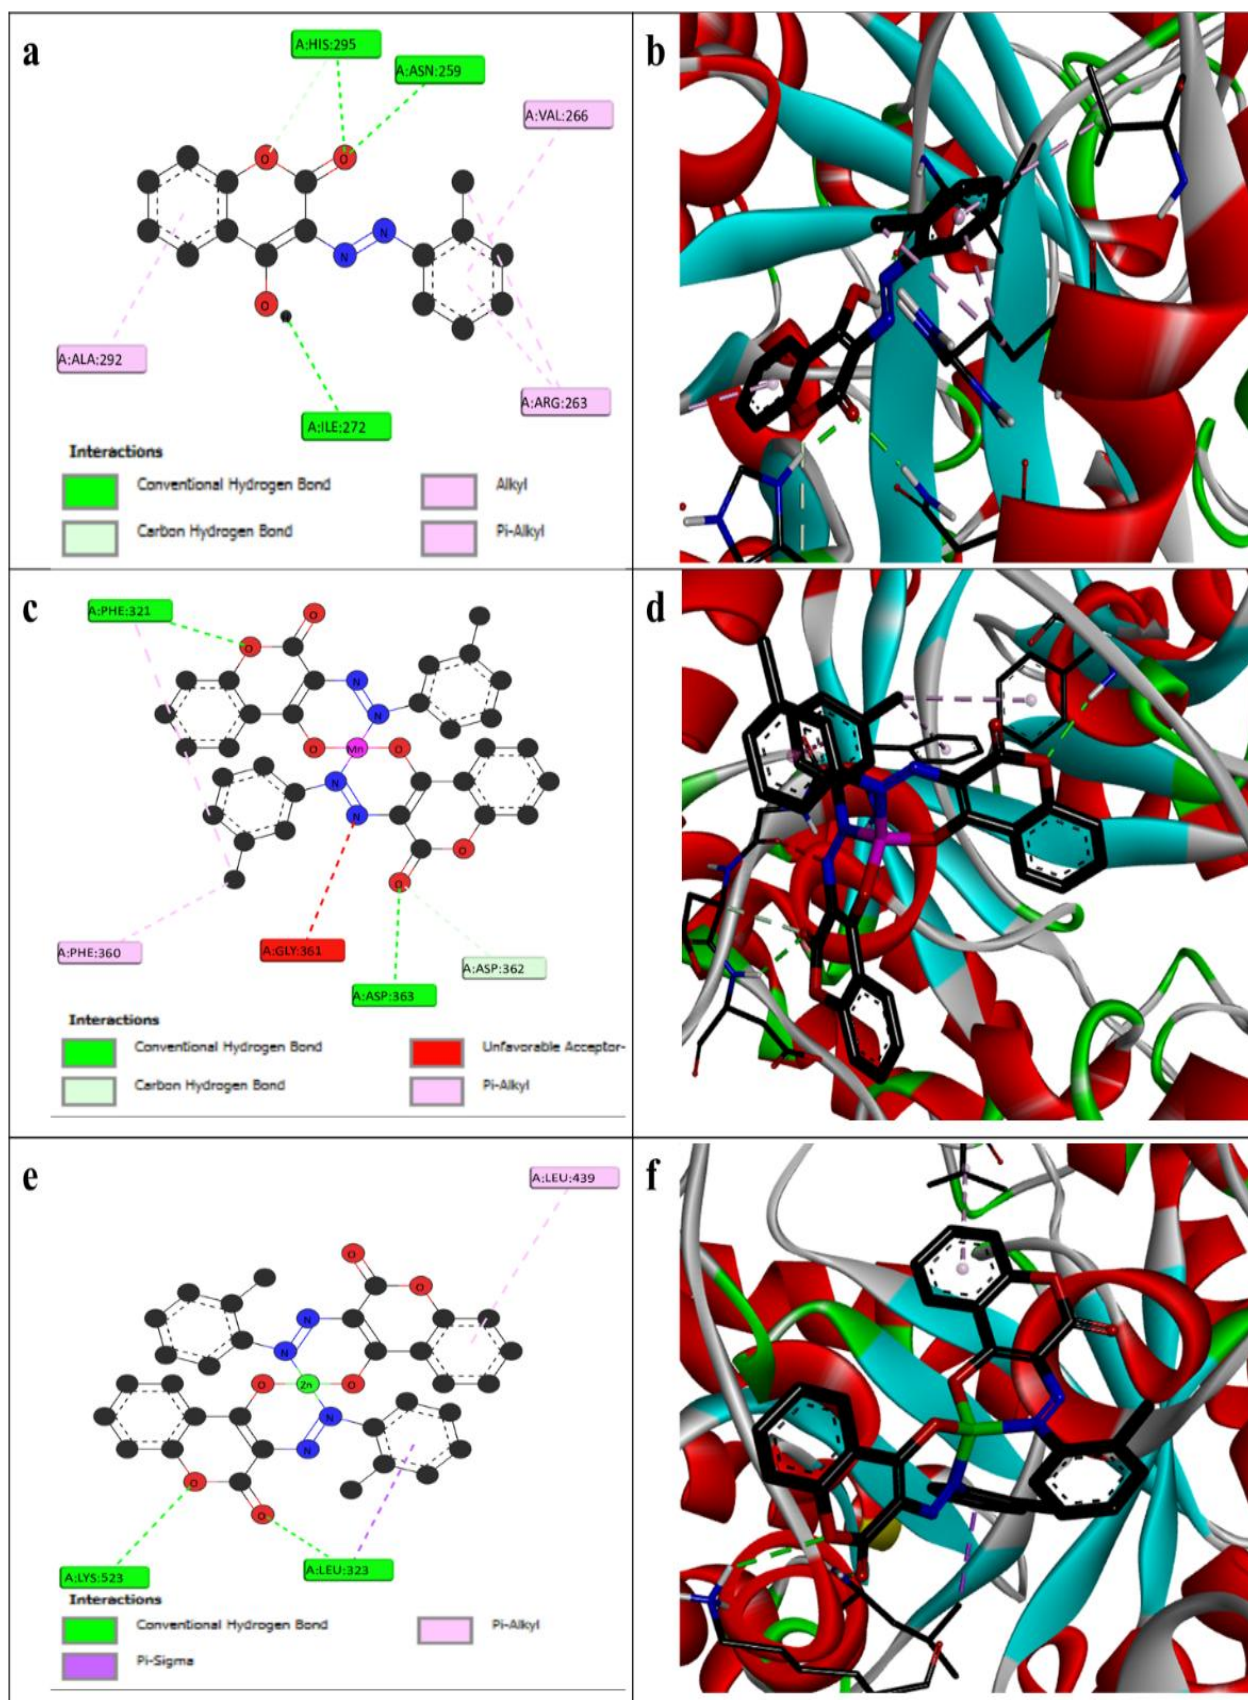 a
A:HIS:295
A:ASN:259
A:VAL:266
O
O
N
N
O
A:ALA:292
A:ARG:263
A:ILE:272
Interactions
Conventional Hydrogen Bond
Alkyl
Carbon Hydrogen Bond
Pi-Alkyl
b
c
A:PHE:321
O
O
N
N
O
Mn
O
N
N
O
O
A:PHE:360
A:GLY:361
A:ASP:362
A:ASP:363
Interactions
Conventional Hydrogen Bond
Unfavorable Acceptor-
Carbon Hydrogen Bond
Pi-Alkyl
d
e
A:LEU:439
O
O
N
N
O
Zn
O
N
N
O
O
A:LYS:523
A:LEU:323
Interactions
Conventional Hydrogen Bond
Pi-Alkyl
Pi-Sigma
f